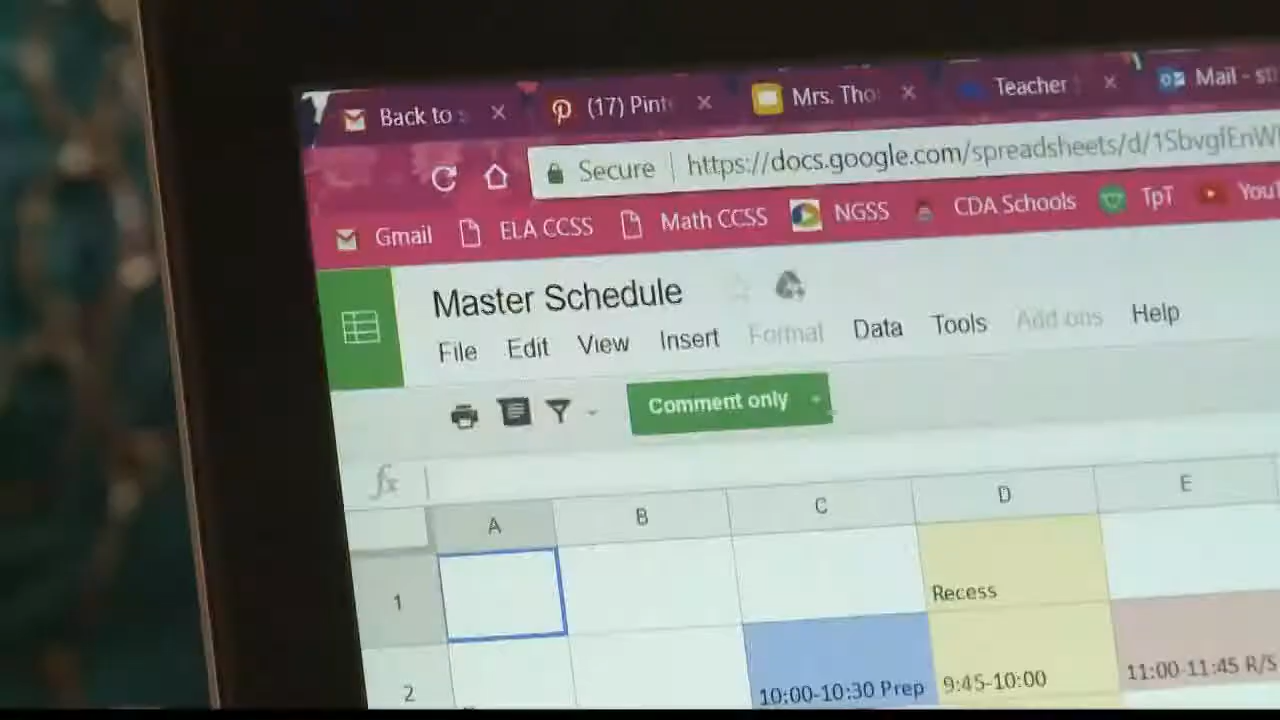 Back to
(17) Pint
Mrs. Tho
Teacher
Mail - sti
Secure
https://docs.google.com/spreadsheets/d/1SbvgfEnW
Gmail
ELA CCSS
Math CCSS
NGSS
CDA Schools
TpT
YouT
Master Schedule
File Edit View Insert Format Data Tools Add ons Help
Comment only
fx
A B C D E
1
Recess
2
10:00-10:30 Prep
9:45-10:00
11:00-11:45 R/S